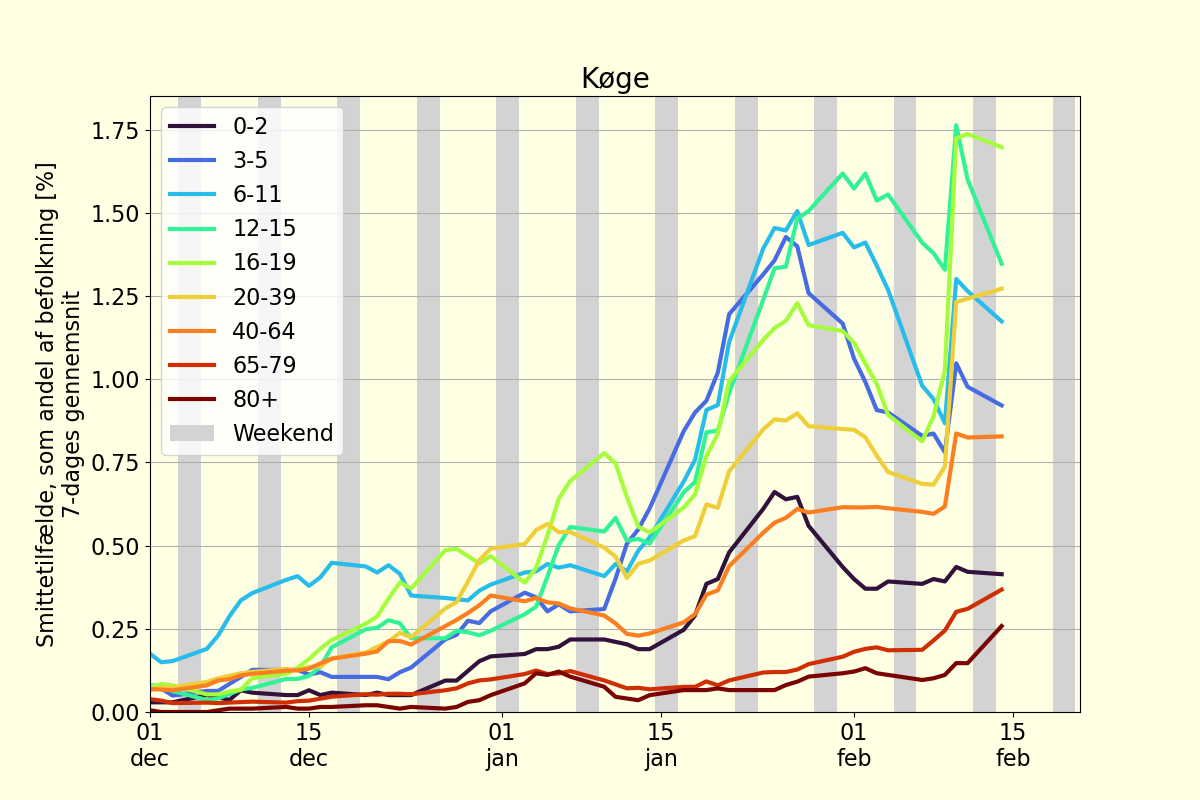 Køge
Smittetilfælde, som andel af befolkning [%]
7-dages gennemsnit
1.75
1.50
1.25
1.00
0.75
0.50
0.25
0.00
0-2
3-5
6-11
12-15
16-19
20-39
40-64
65-79
80+
Weekend
01 15 01 15 01 15
dec dec jan jan feb feb